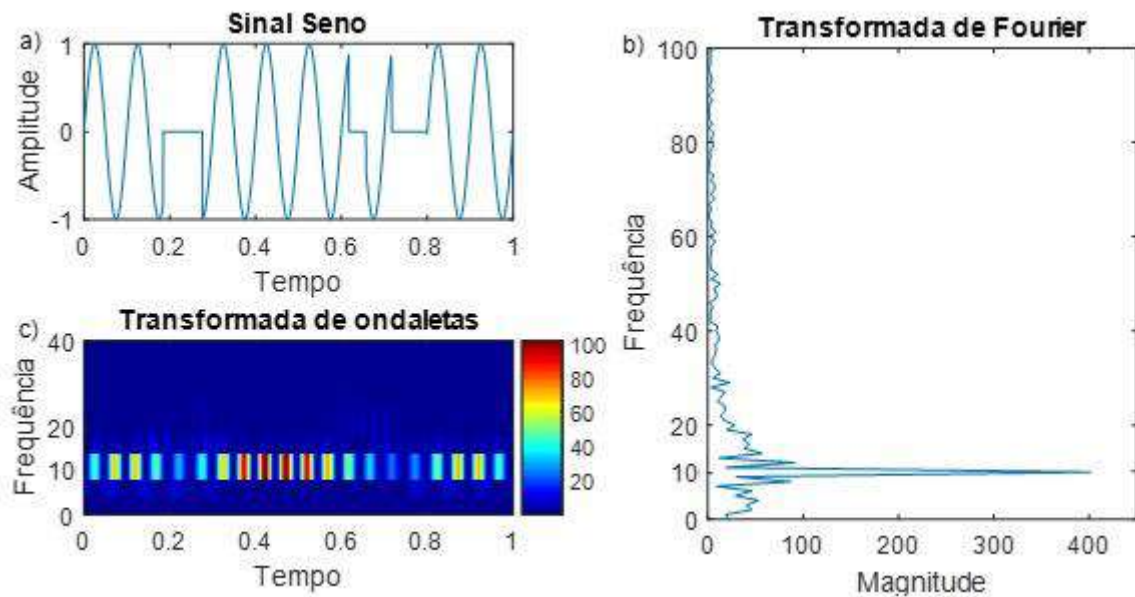 a)
Sinal Seno
1
0
-1
Amplitude
0 0.2 0.4 0.6 0.8 1
Tempo
c)
Transformada de ondaletas
40
30
20
10
0
Frequência
0 0.2 0.4 0.6 0.8 1
Tempo
100
80
60
40
20
b)
Transformada de Fourier
100
80
60
40
20
0
Frequência
0 100 200 300 400
Magnitude